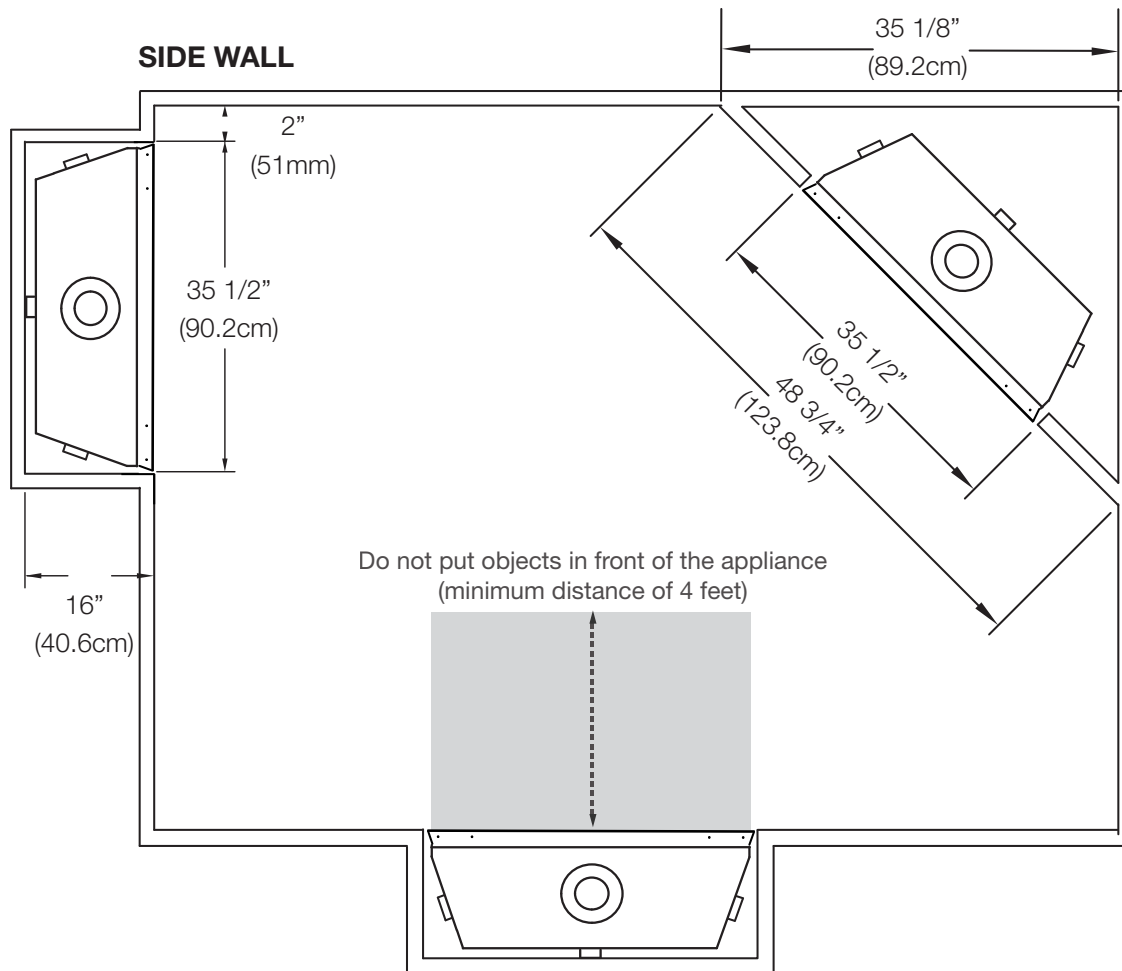 SIDE WALL
35 1/8”
(89.2cm)
2”
(51mm)
35 1/2”
(90.2cm)
35 1/2”
(90.2cm)
48 3/4”
(123.8cm)
Do not put objects in front of the appliance
(minimum distance of 4 feet)
16”
(40.6cm)